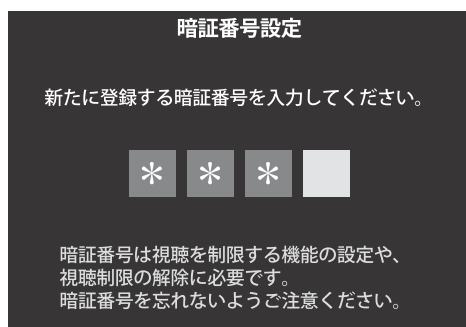 暗証番号設定
新たに登録する暗証番号を入力してください。
＊ ＊ ＊
暗証番号は視聴を制限する機能の設定や、
視聴制限の解除に必要です。
暗証番号を忘れないようご注意ください。